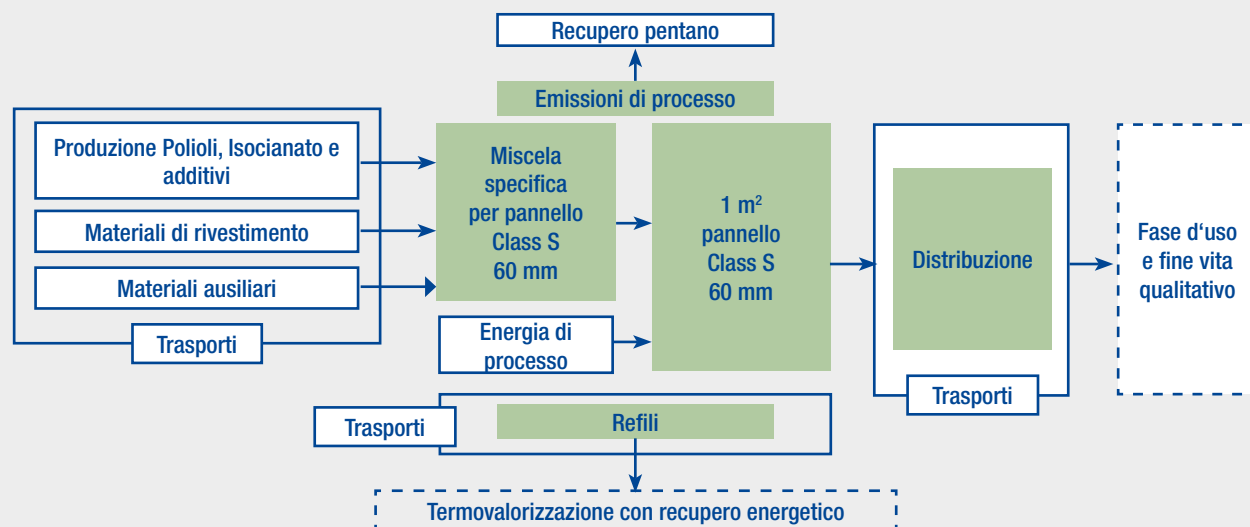 Recupero pentano
Emissioni di processo
Produzione Polioli, Isocianato e
additivi
Materiali di rivestimento
Materiali ausiliari
Trasporti
Miscela
specifica
per pannello
Class S
60 mm
Energia di
processo
1 m²
pannello
Class S
60 mm
Distribuzione
Trasporti
Fase d‘uso
e fine vita
qualitativo
Trasporti
Refili
Termovalorizzazione con recupero energetico